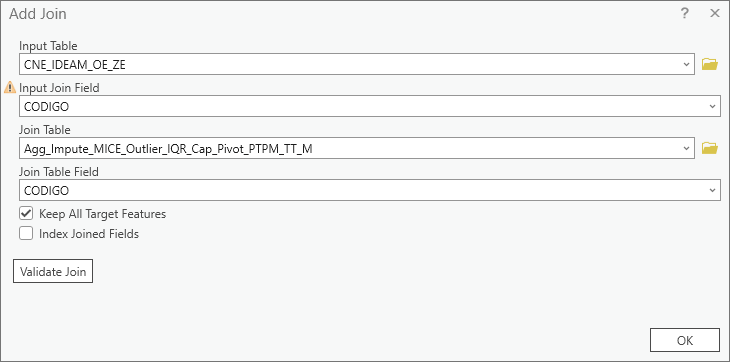 Add Join
?
Input Table
CNE_IDEAM_OE_ZE
Input Join Field
CODIGO
Join Table
Agg_Impute_MICE_Outlier_IQR_Cap_Pivot_PTPM_TT_M
Join Table Field
CODIGO
Keep All Target Features
Index Joined Fields
Validate Join
OK